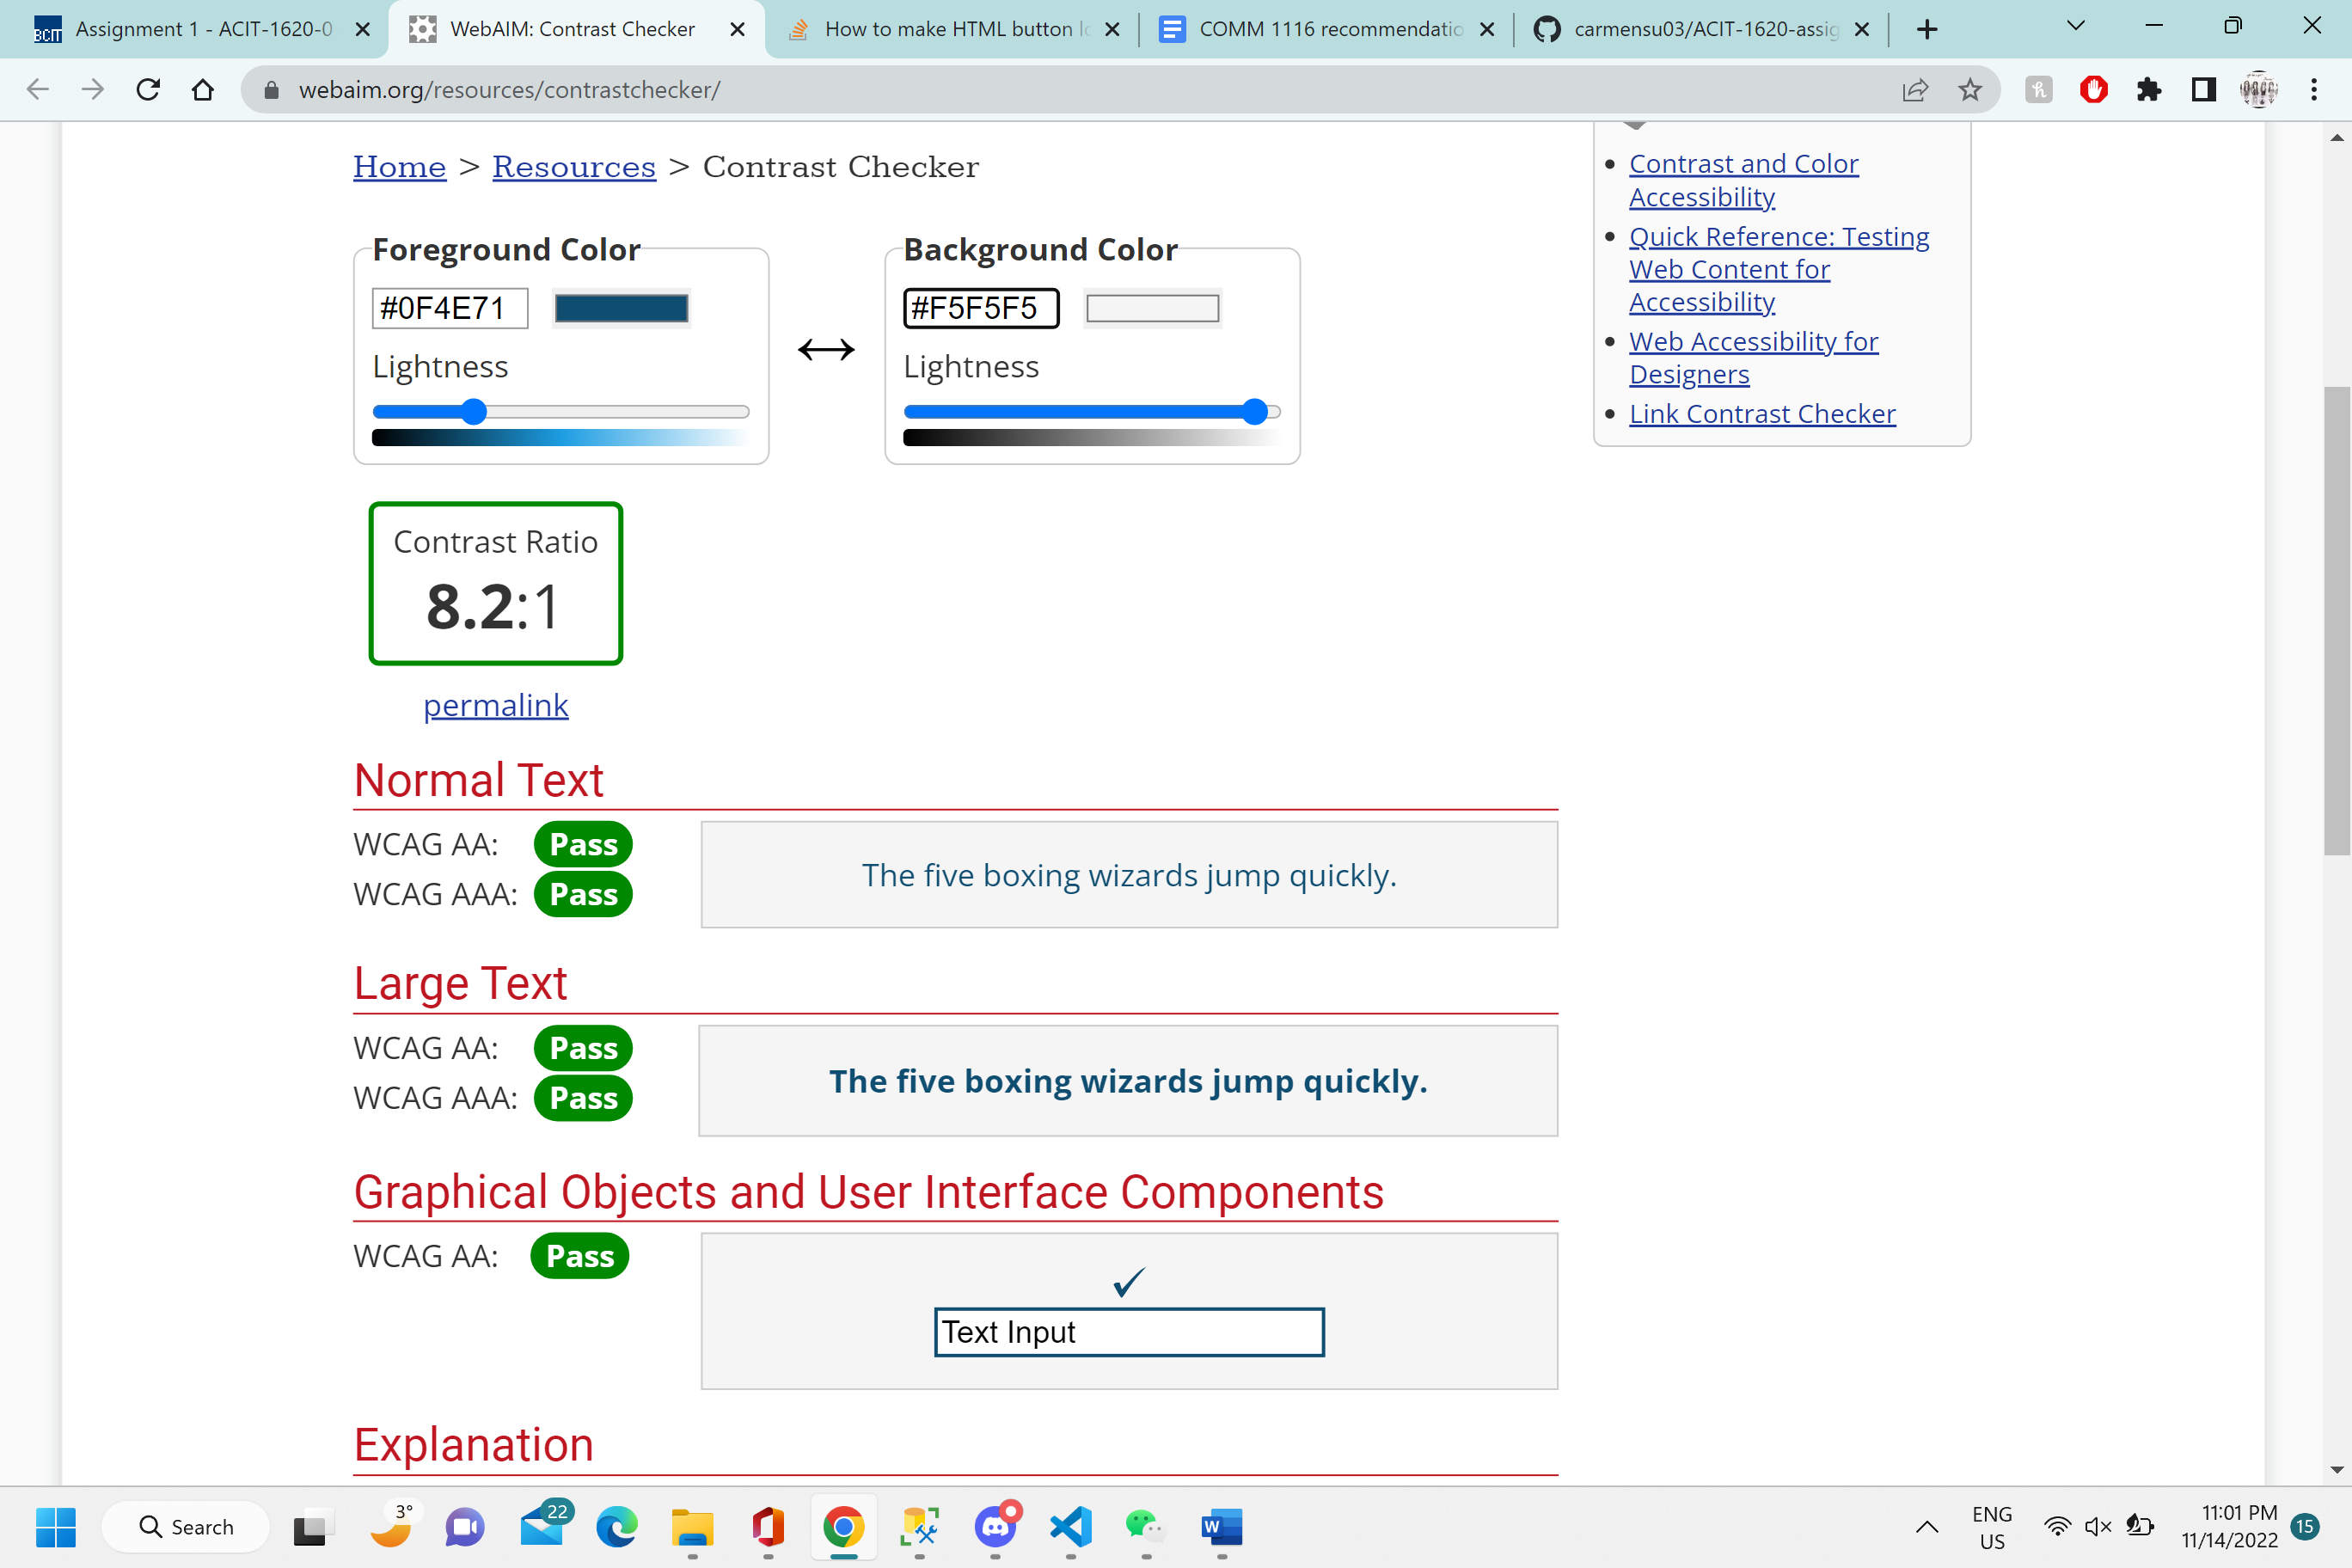 Assignment 1 - ACIT-1620-0
WebAIM: Contrast Checker
How to make HTML button lo
COMM 1116 recommendatio
carmensu03/ACIT-1620-assig
webaim.org/resources/contrastchecker/
Home > Resources > Contrast Checker
Foreground Color
#0F4E71
Lightness
Background Color
#F5F5F5
Lightness
Contrast and Color
Accessibility
Quick Reference: Testing
Web Content for
Accessibility
Web Accessibility for
Designers
Link Contrast Checker
Contrast Ratio
8.2:1
permalink
Normal Text
WCAG AA: Pass
WCAG AAA: Pass
The five boxing wizards jump quickly.
Large Text
WCAG AA: Pass
WCAG AAA: Pass
The five boxing wizards jump quickly.
Graphical Objects and User Interface Components
WCAG AA: Pass
✓
Text Input
Explanation
Search
3°
22
ENG
US
11:01 PM
11/14/2022
15